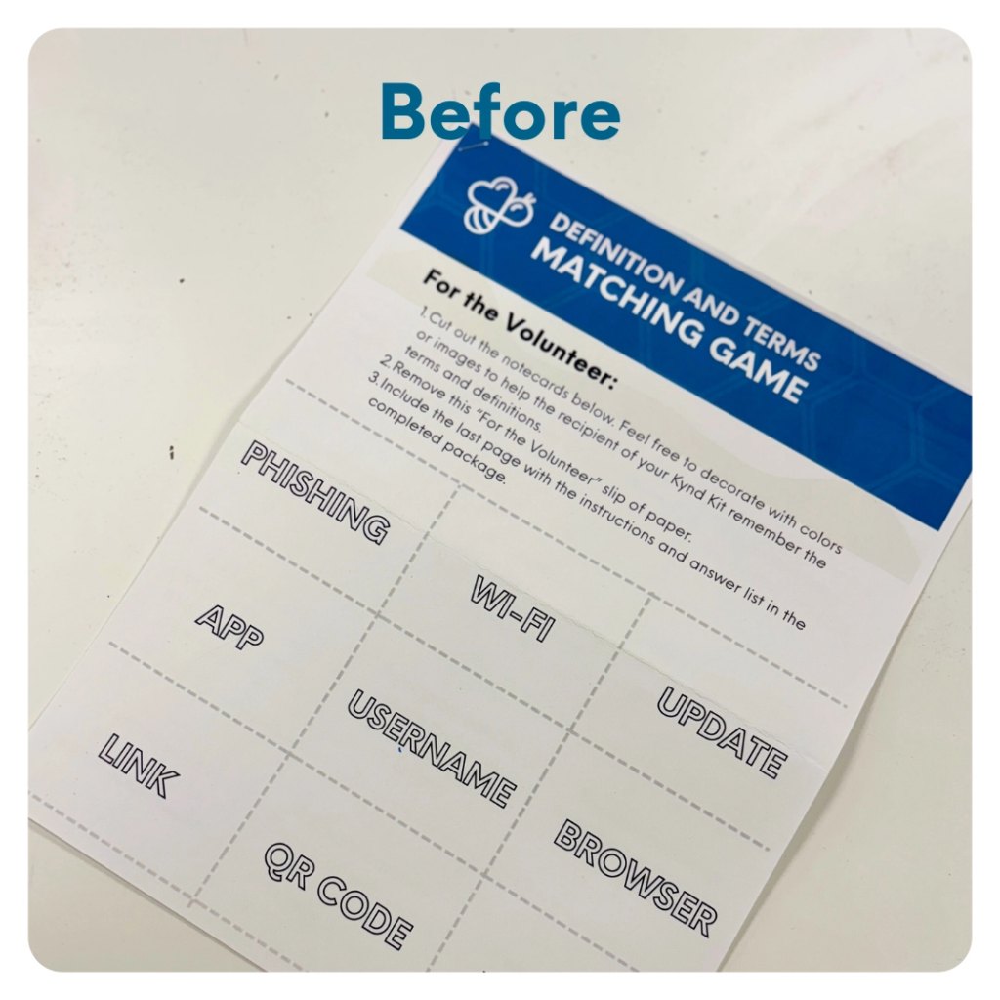 Before
DEFINITION AND TERMS
MATCHING GAME
For the Volunteer:
1. Cut out the notecards below. Feel free to decorate with colors
or images to help the recipient of your Kynd Kit remember the
terms and definitions.
2. Remove this "For the Volunteer" slip of paper.
3. Include the last page with the instructions and answer list in the
completed package.
PHISHING
WI-FI
UPDATE
APP
USERNAME
BROWSER
LINK
QR CODE